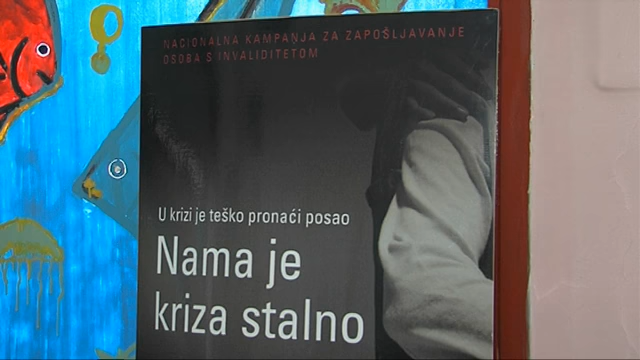 NACIONALNA KAMPANJA ZA ZAPOŠLJAVANJE
OSOBA S INVALIDITETOM
U krizi je teško pronaći posao
Nama je
kriza stalno